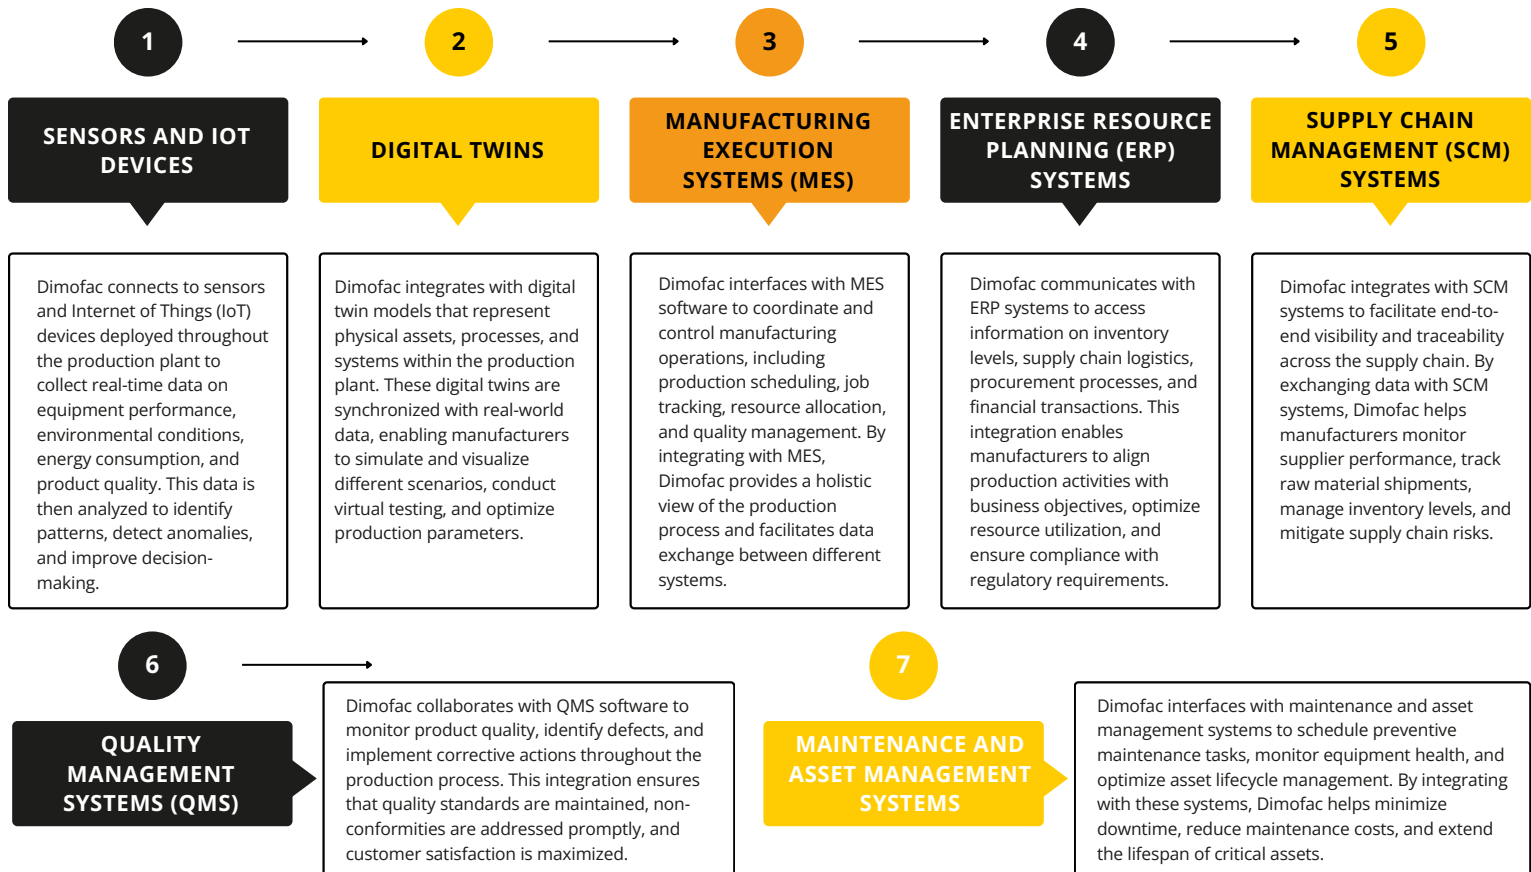 1
2
3
4
5
SENSORS AND IOT
DEVICES
DIGITAL TWINS
MANUFACTURING
EXECUTION
SYSTEMS (MES)
ENTERPRISE RESOURCE
PLANNING (ERP)
SYSTEMS
SUPPLY CHAIN
MANAGEMENT (SCM)
SYSTEMS
Dimofac connects to sensors
and Internet of Things (IoT)
devices deployed throughout
the production plant to
collect real-time data on
equipment performance,
environmental conditions,
energy consumption, and
product quality. This data is
then analyzed to identify
patterns, detect anomalies,
and improve decision-
making.
Dimofac integrates with digital
twin models that represent
physical assets, processes, and
systems within the production
plant. These digital twins are
synchronized with real-world
data, enabling manufacturers
to simulate and visualize
different scenarios, conduct
virtual testing, and optimize
production parameters.
Dimofac interfaces with MES
software to coordinate and
control manufacturing
operations, including
production scheduling, job
tracking, resource allocation,
and quality management. By
integrating with MES,
Dimofac provides a holistic
view of the production
process and facilitates data
exchange between different
systems.
Dimofac communicates with
ERP systems to access
information on inventory
levels, supply chain logistics,
procurement processes, and
financial transactions. This
integration enables
manufacturers to align
production activities with
business objectives, optimize
resource utilization, and
ensure compliance with
regulatory requirements.
Dimofac integrates with SCM
systems to facilitate end-to-
end visibility and traceability
across the supply chain. By
exchanging data with SCM
systems, Dimofac helps
manufacturers monitor
supplier performance, track
raw material shipments,
manage inventory levels, and
mitigate supply chain risks.
6
QUALITY
MANAGEMENT
SYSTEMS (QMS)
Dimofac collaborates with QMS software to
monitor product quality, identify defects, and
implement corrective actions throughout the
production process. This integration ensures
that quality standards are maintained, non-
conformities are addressed promptly, and
customer satisfaction is maximized.
7
MAINTENANCE AND
ASSET MANAGEMENT
SYSTEMS
Dimofac interfaces with maintenance and asset
management systems to schedule preventive
maintenance tasks, monitor equipment health, and
optimize asset lifecycle management. By integrating
with these systems, Dimofac helps minimize
downtime, reduce maintenance costs, and extend
the lifespan of critical assets.